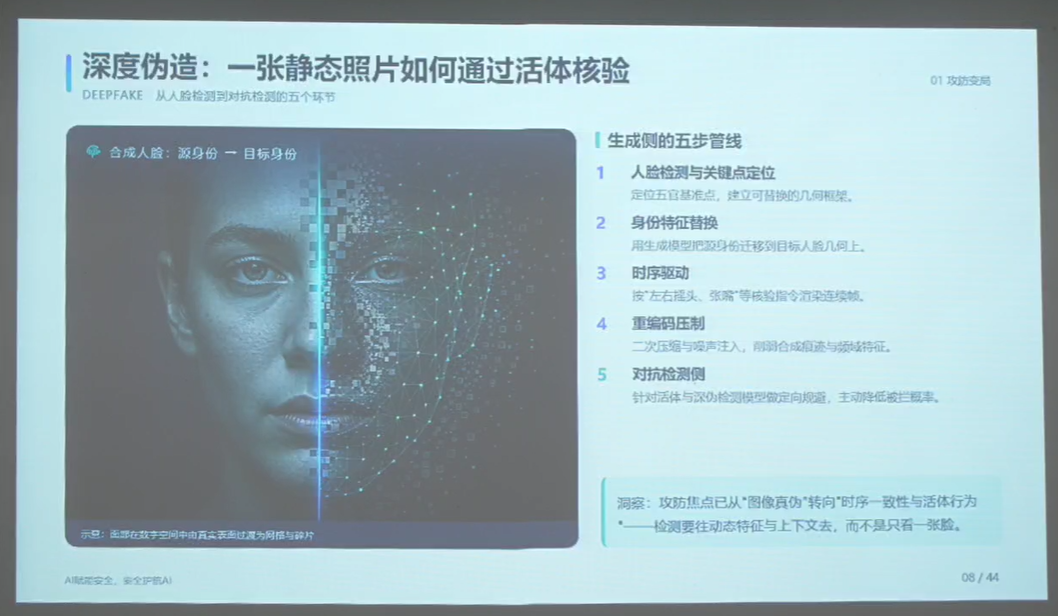 深度伪造：一张静态照片如何通过活体核验
DEEPFAKE 从人脸检测到对抗检测的五个环节
01 攻防变局
合成人脸：源身份 — 目标身份
示意：面部在数字空间中由真实表面过渡为网格与碎片
生成侧的五步管线
1 人脸检测与关键点定位
定位五官基准点，建立可替换的几何框架。
2 身份特征替换
用生成模型把源身份迁移到目标人脸几何上。
3 时序驱动
按"左右摇头、张嘴"等核验指令渲染连续帧。
4 重编码压制
二次压缩与噪声注入，削弱合成痕迹与频域特征。
5 对抗检测侧
针对活体与深伪检测模型做定向规避，主动降低被拦概率。
洞察：攻防焦点已从"图像真伪"转向"时序一致性与活体行为
"——检测要往动态特征与上下文去，而不是只看一张脸。
AI赋能安全，安全护航AI
08 / 44